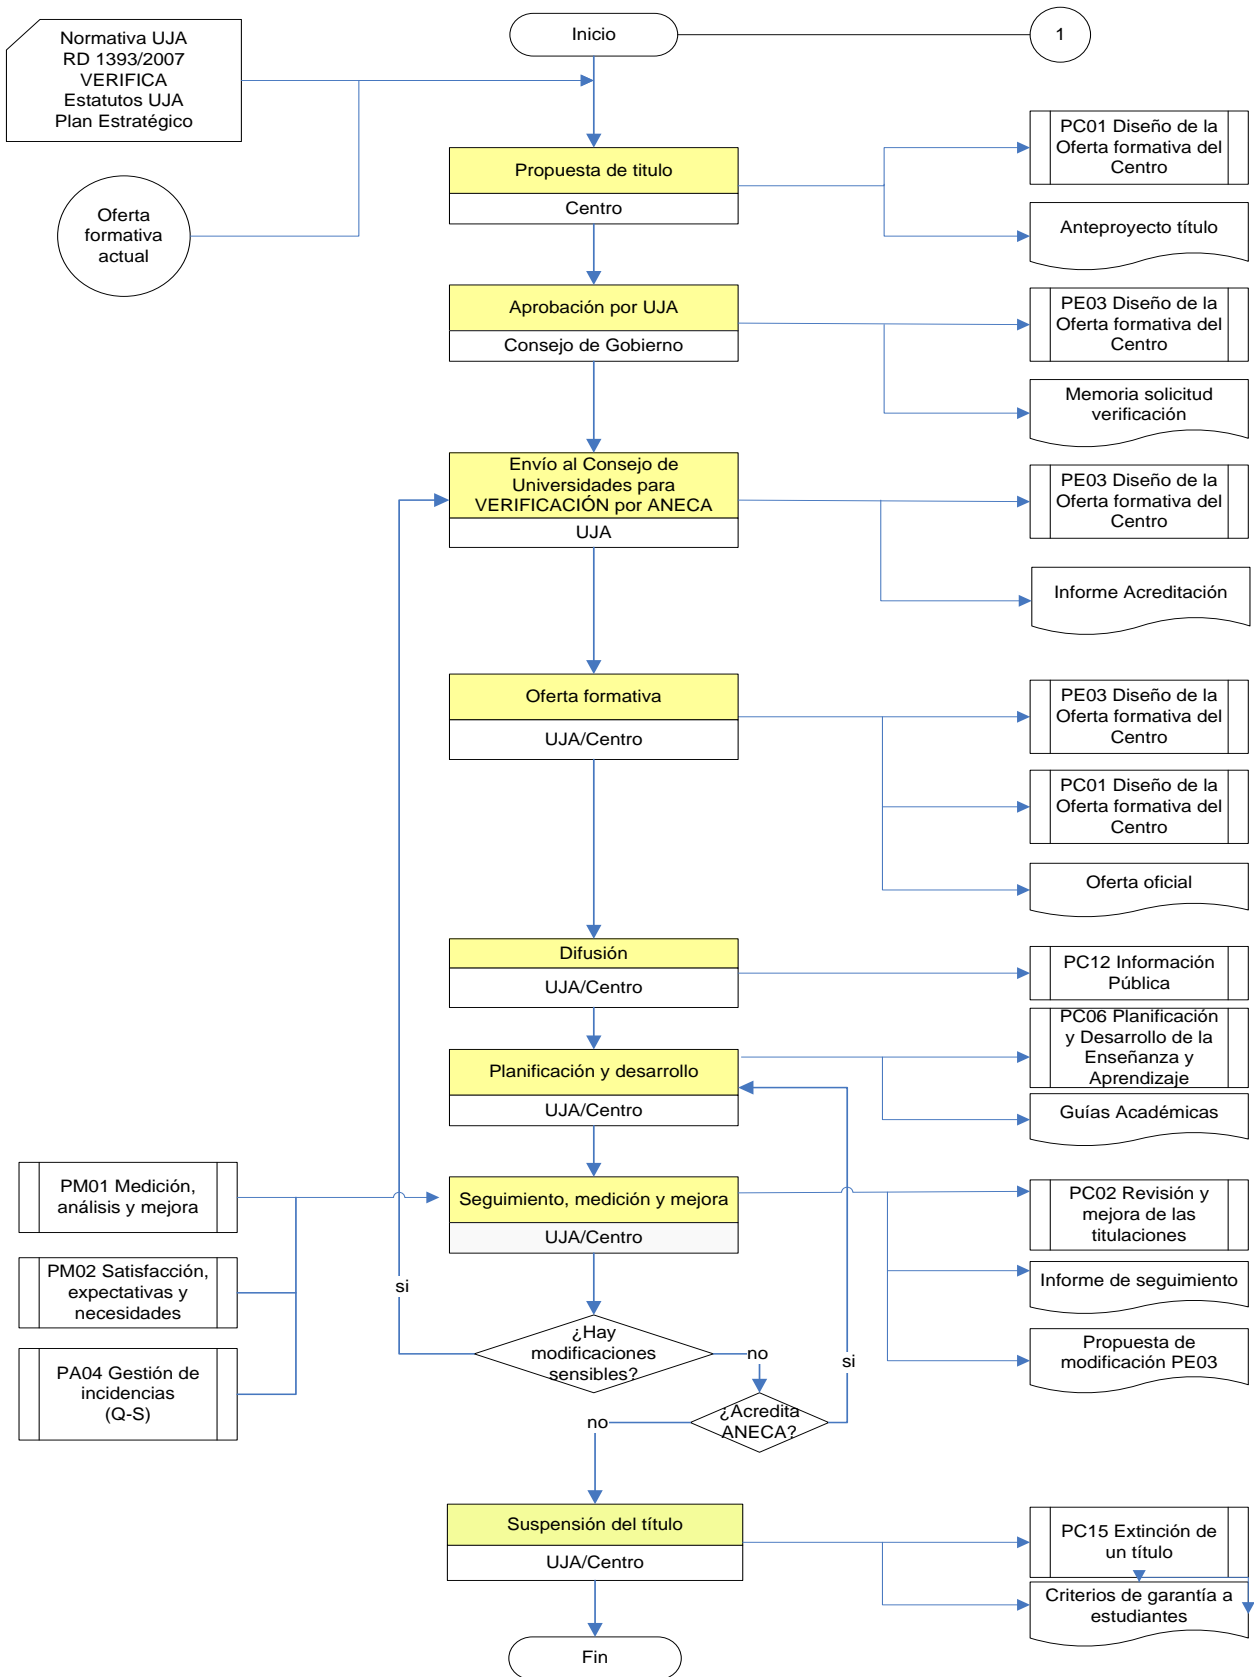 Normativa UJA
RD 1393/2007
VERIFICA
Estatutos UJA
Plan Estratégico
Inicio
1
Oferta
formativa
actual
Propuesta de titulo
Centro
PC01 Diseño de la
Oferta formativa del
Centro
Anteproyecto título
Aprobación por UJA
Consejo de Gobierno
PE03 Diseño de la
Oferta formativa del
Centro
Memoria solicitud
verificación
Envío al Consejo de
Universidades para
VERIFICACIÓN por ANECA
UJA
PE03 Diseño de la
Oferta formativa del
Centro
Informe Acreditación
Oferta formativa
UJA/Centro
PE03 Diseño de la
Oferta formativa del
Centro
PC01 Diseño de la
Oferta formativa del
Centro
Oferta oficial
Difusión
UJA/Centro
PC12 Información
Pública
Planificación y desarrollo
UJA/Centro
PC06 Planificación
y Desarrollo de la
Enseñanza y
Aprendizaje
Guías Académicas
PM01 Medición,
análisis y mejora
PM02 Satisfacción,
expectativas y
necesidades
PA04 Gestión de
incidencias
(Q-S)
Seguimiento, medición y mejora
UJA/Centro
PC02 Revisión y
mejora de las
titulaciones
Informe de seguimiento
Propuesta de
modificación PE03
si
¿Hay
modificaciones
sensibles?
no
si
¿Acredita
ANECA?
no
Suspensión del título
UJA/Centro
PC15 Extinción de
un título
Criterios de garantía a
estudiantes
Fin